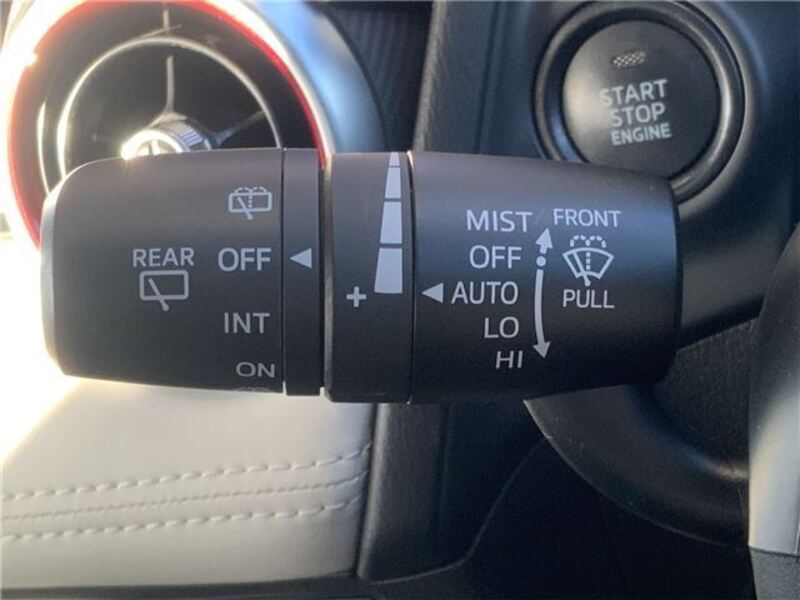 START
STOP
ENGINE
REAR
OFF
INT
ON
+
MIST
OFF
AUTO
LO
HI
FRONT
PULL